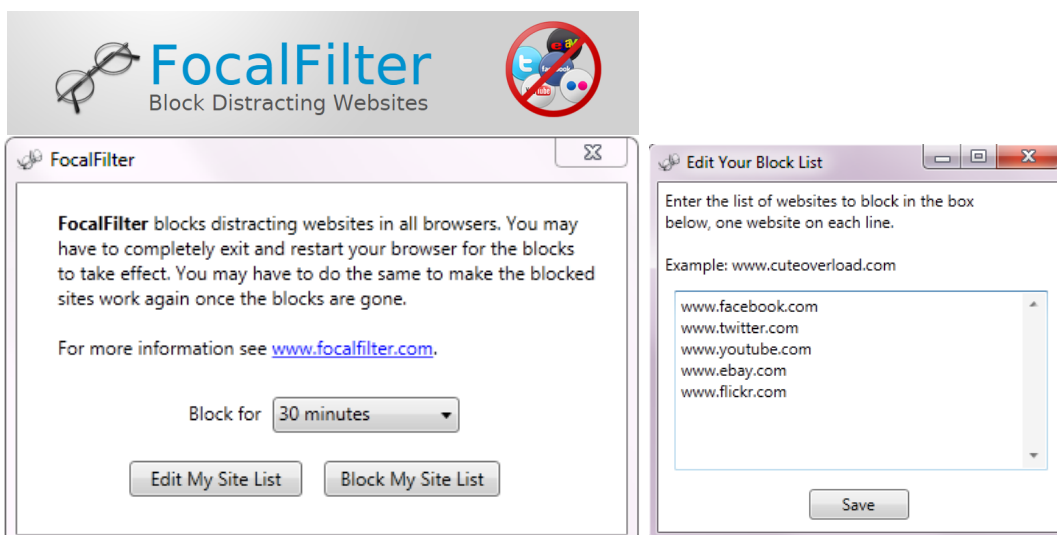 FocalFilter
Block Distracting Websites
ebay
facebook
YouTube
FocalFilter
FocalFilter blocks distracting websites in all browsers. You may
have to completely exit and restart your browser for the blocks
to take effect. You may have to do the same to make the blocked
sites work again once the blocks are gone.
For more information see www.focalfilter.com.
Block for 30 minutes
Edit My Site List Block My Site List
Edit Your Block List
Enter the list of websites to block in the box
below, one website on each line.
Example: www.cuteoverload.com
www.facebook.com
www.twitter.com
www.youtube.com
www.ebay.com
www.flickr.com
Save